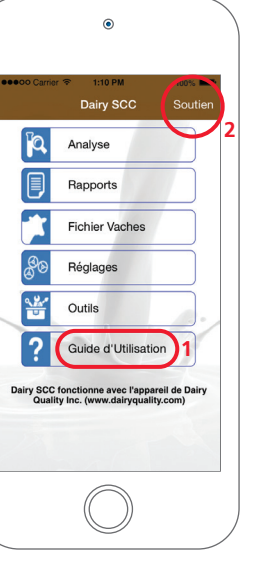 Carrier 1:10 PM 100%
Dairy SCC Soutien
2
Analyse
Rapports
Fichier Vaches
Réglages
Outils
? Guide d'Utilisation 1
Dairy SCC fonctionne avec l'appareil de Dairy
Quality Inc. (www.dairyquality.com)